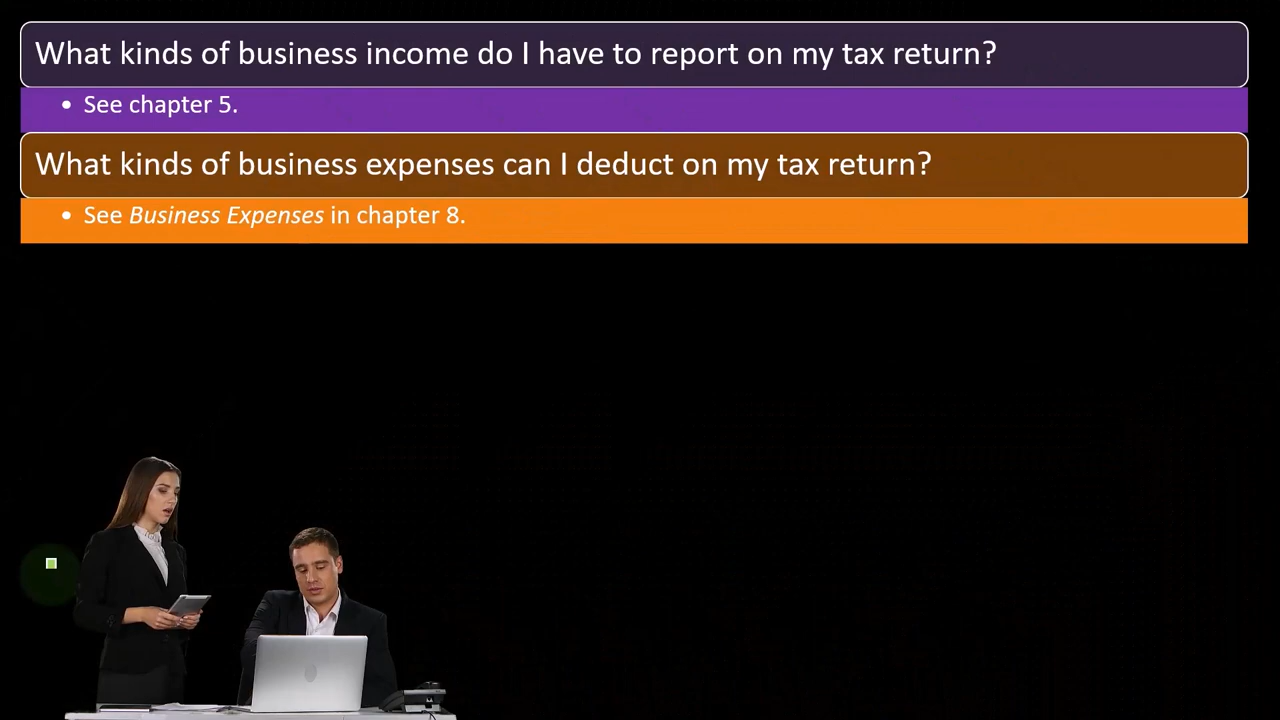 What kinds of business income do I have to report on my tax return?
• See chapter 5.
What kinds of business expenses can I deduct on my tax return?
• See Business Expenses in chapter 8.